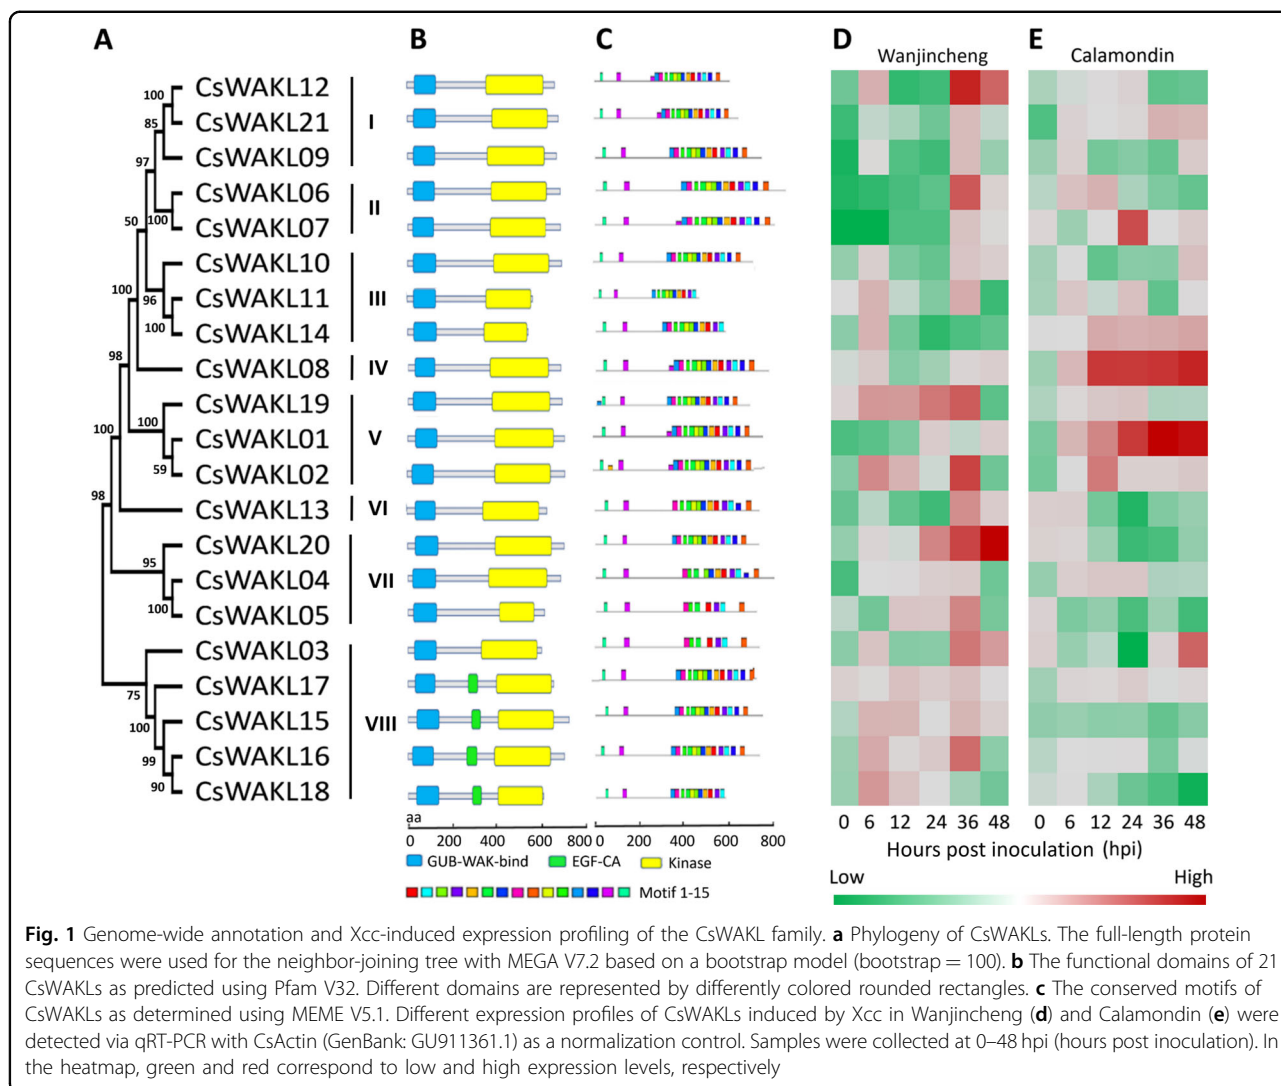 A
B
C
D
E
Wanjincheng
Calamondin
CsWAKL12
CsWAKL21
CsWAKL09
CsWAKL06
CsWAKL07
CsWAKL10
CsWAKL11
CsWAKL14
CsWAKL08
CsWAKL19
CsWAKL01
CsWAKL02
CsWAKL13
CsWAKL20
CsWAKL04
CsWAKL05
CsWAKL03
CsWAKL17
CsWAKL15
CsWAKL16
CsWAKL18
100
85
97
50
100
100
96
100
98
100
100
59
98
95
100
75
100
99
90
I
II
III
IV
V
VI
VII
VIII
aa
0 200 400 600 800
0 200 400 600 800
0 6 12 24 36 48
0 6 12 24 36 48
GUB-WAK-bind EGF-CA Kinase
Motif 1-15
Hours post inoculation (hpi)
Low High
Fig. 1 Genome-wide annotation and Xcc-induced expression profiling of the CsWAKL family. a Phylogeny of CsWAKLs. The full-length protein
sequences were used for the neighbor-joining tree with MEGA V7.2 based on a bootstrap model (bootstrap = 100). b The functional domains of 21
CsWAKLs as predicted using Pfam V32. Different domains are represented by differently colored rounded rectangles. c The conserved motifs of
CsWAKLs as determined using MEME V5.1. Different expression profiles of CsWAKLs induced by Xcc in Wanjincheng (d) and Calamondin (e) were
detected via qRT-PCR with CsActin (GenBank: GU911361.1) as a normalization control. Samples were collected at 0–48 hpi (hours post inoculation). In
the heatmap, green and red correspond to low and high expression levels, respectively